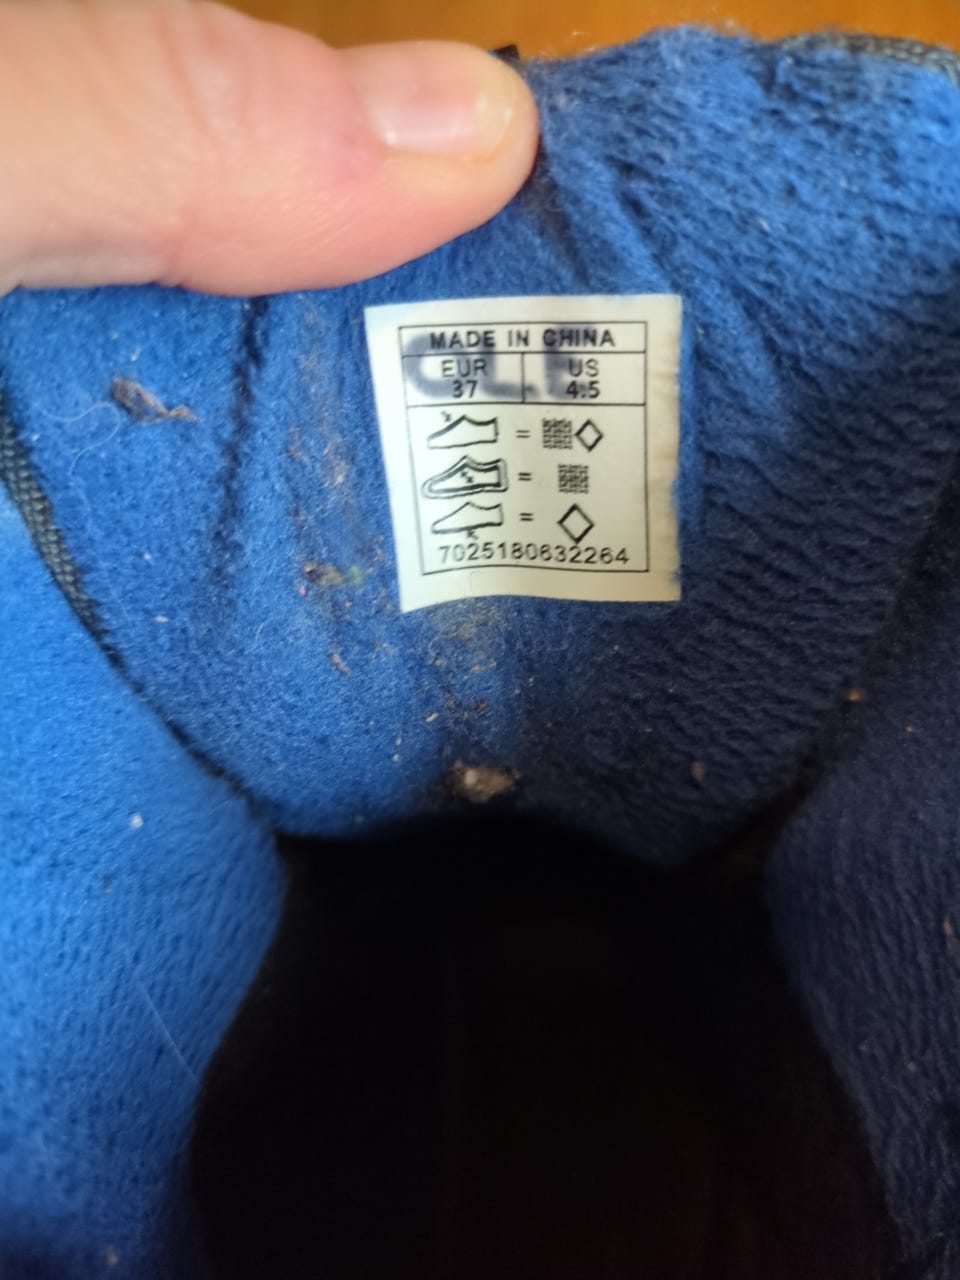 MADE IN CHINA
EUR US
37 4.5
= 
=
=
7025180632264